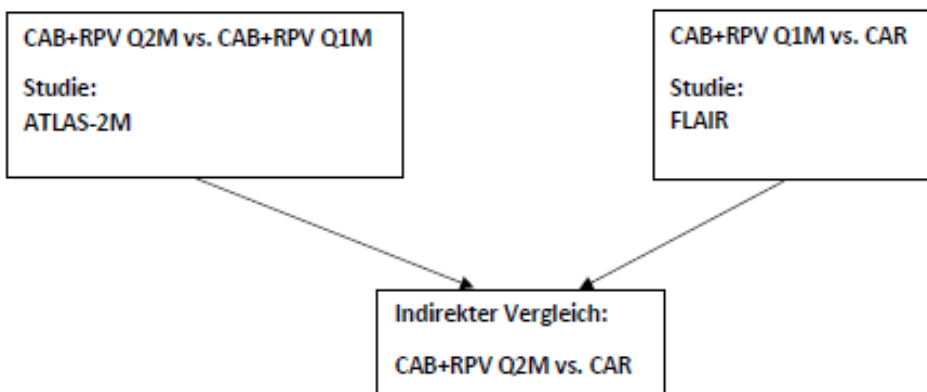 CAB+RPV Q2M vs. CAB+RPV Q1M
Studie:
ATLAS-2M
CAB+RPV Q1M vs. CAR
Studie:
FLAIR
Indirekter Vergleich:
CAB+RPV Q2M vs. CAR